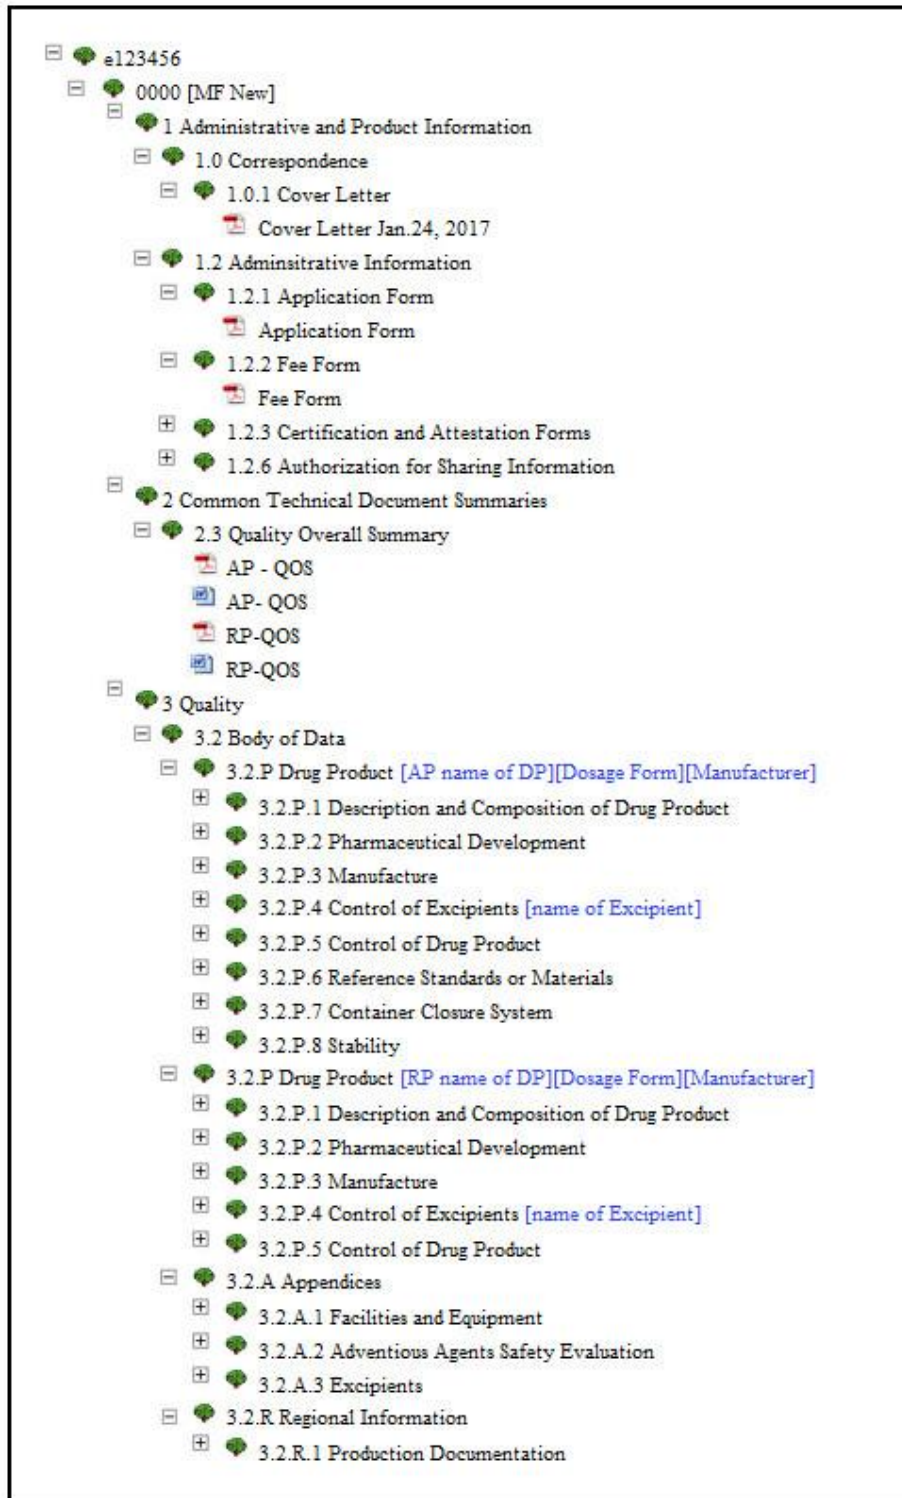 e123456
0000 [MF New]
1 Administrative and Product Information
1.0 Correspondence
1.0.1 Cover Letter
Cover Letter Jan.24, 2017
1.2 Adminsitrative Information
1.2.1 Application Form
Application Form
1.2.2 Fee Form
Fee Form
1.2.3 Certification and Attestation Forms
1.2.6 Authorization for Sharing Information
2 Common Technical Document Summaries
2.3 Quality Overall Summary
AP - QOS
AP- QOS
RP-QOS
RP-QOS
3 Quality
3.2 Body of Data
3.2.P Drug Product [AP name of DP][Dosage Form][Manufacturer]
3.2.P.1 Description and Composition of Drug Product
3.2.P.2 Pharmaceutical Development
3.2.P.3 Manufacture
3.2.P.4 Control of Excipients [name of Excipient]
3.2.P.5 Control of Drug Product
3.2.P.6 Reference Standards or Materials
3.2.P.7 Container Closure System
3.2.P.8 Stability
3.2.P Drug Product [RP name of DP][Dosage Form][Manufacturer]
3.2.P.1 Description and Composition of Drug Product
3.2.P.2 Pharmaceutical Development
3.2.P.3 Manufacture
3.2.P.4 Control of Excipients [name of Excipient]
3.2.P.5 Control of Drug Product
3.2.A Appendices
3.2.A.1 Facilities and Equipment
3.2.A.2 Adventious Agents Safety Evaluation
3.2.A.3 Excipients
3.2.R Regional Information
3.2.R.1 Production Documentation